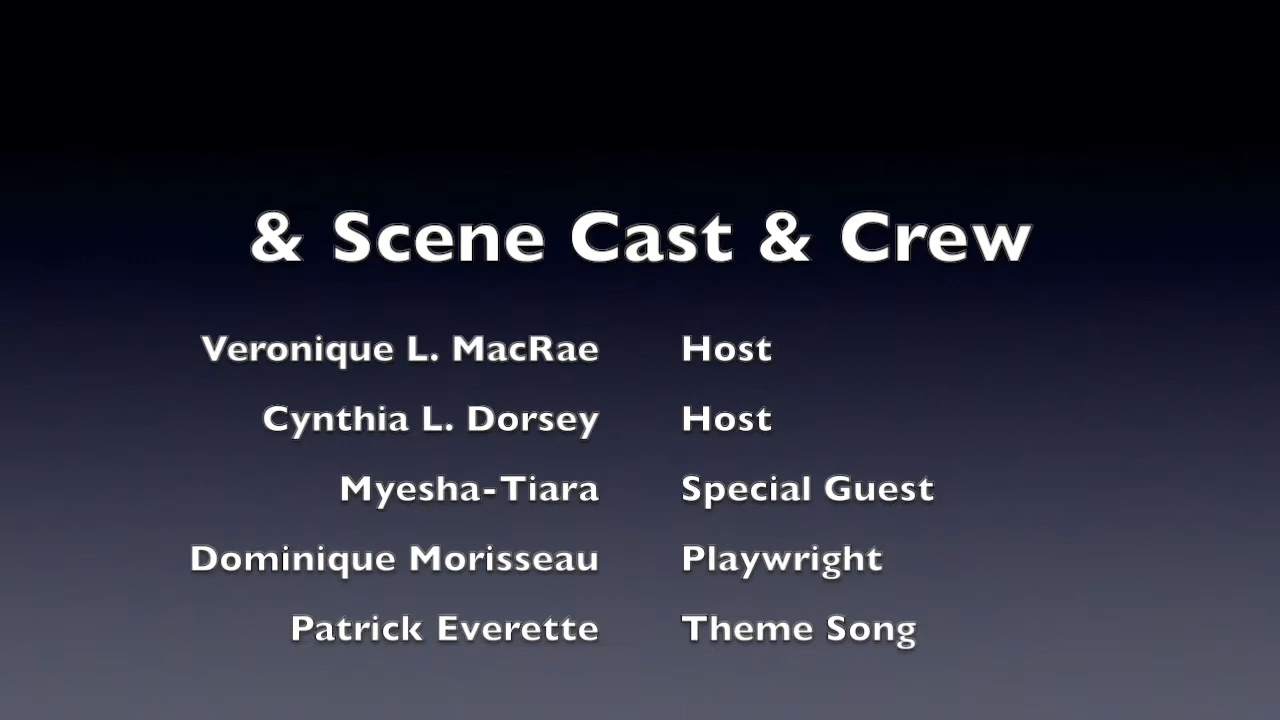 & Scene Cast & Crew
Veronique L. MacRae Host
Cynthia L. Dorsey Host
Myesha-Tiara Special Guest
Dominique Morisseau Playwright
Patrick Everette Theme Song